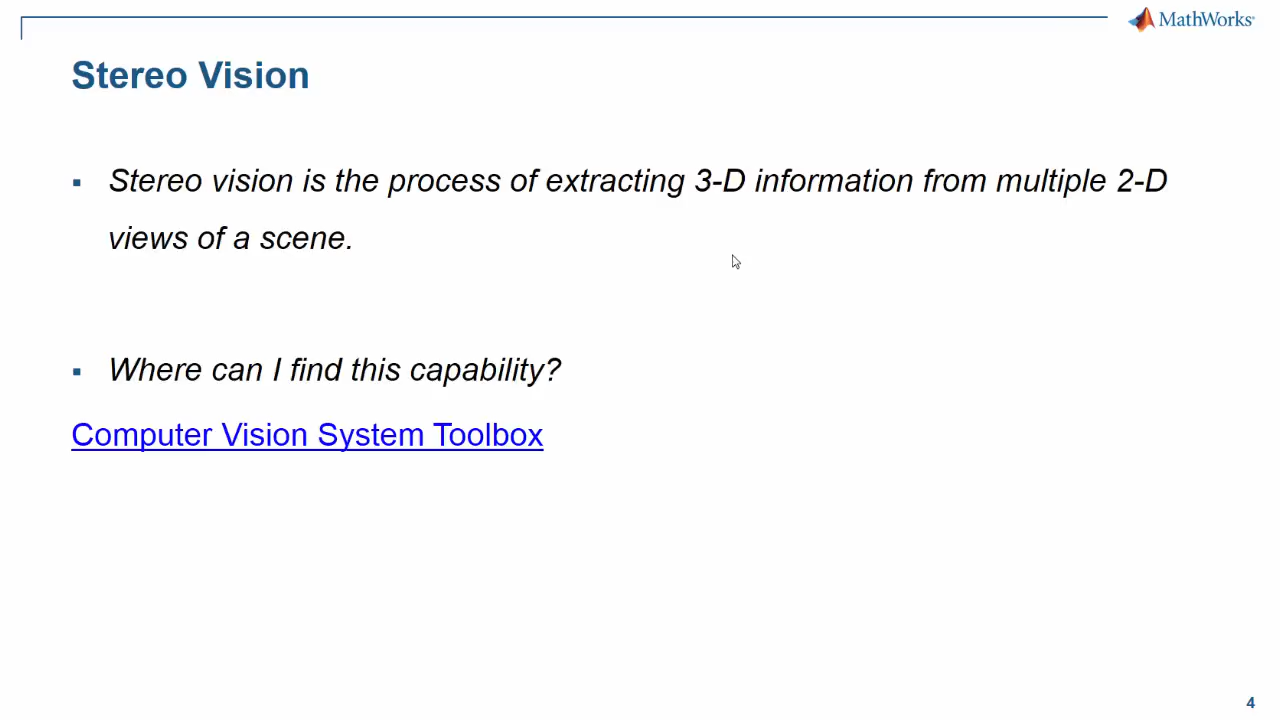 MathWorks®
Stereo Vision
▪ Stereo vision is the process of extracting 3-D information from multiple 2-D
views of a scene.
▪ Where can I find this capability?
Computer Vision System Toolbox
4